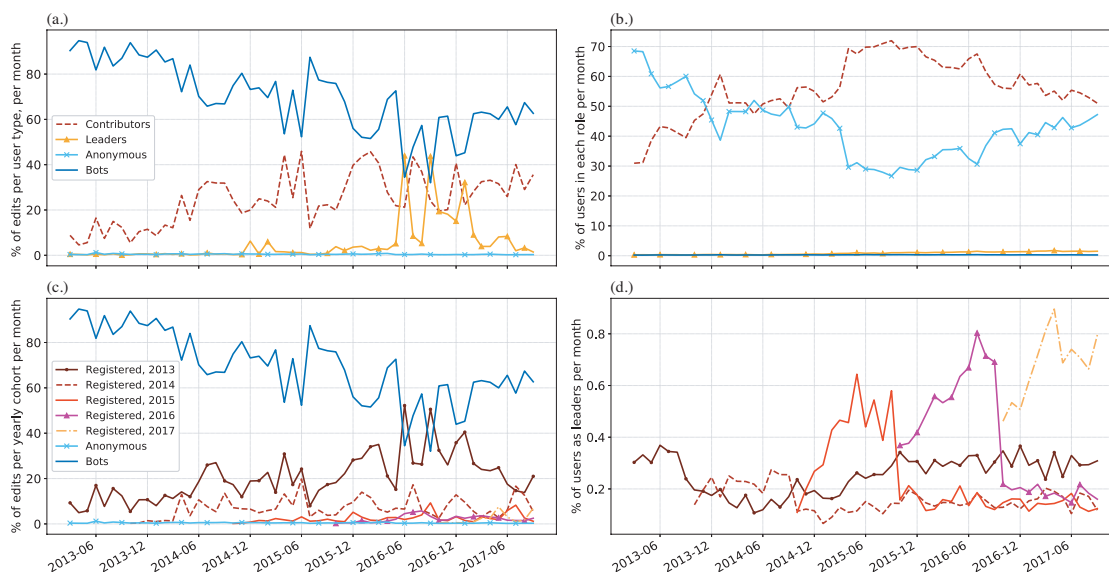 (a.)
% of edits per user type, per month
80
60
40
20
0
Contributors
Leaders
Anonymous
Bots
(b.)
% of users in each role per month
70
60
50
40
30
20
10
0
(c.)
% of edits per yearly cohort per month
80
60
40
20
0
Registered, 2013
Registered, 2014
Registered, 2015
Registered, 2016
Registered, 2017
Anonymous
Bots
2013-06
2013-12
2014-06
2014-12
2015-06
2015-12
2016-06
2016-12
2017-06
(d.)
% of users as leaders per month
0.8
0.6
0.4
0.2
2013-06
2013-12
2014-06
2014-12
2015-06
2015-12
2016-06
2016-12
2017-06